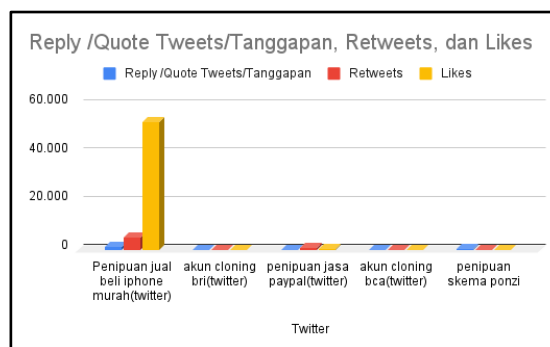 Reply /Quote Tweets/Tanggapan, Retweets, dan Likes
Reply /Quote Tweets/Tanggapan Retweets Likes
60.000
40.000
20.000
0
Penipuan jual beli iphone murah(twitter)
akun cloning bri(twitter)
penipuan jasa paypal(twitter)
akun cloning bca(twitter)
penipuan skema ponzi
Twitter